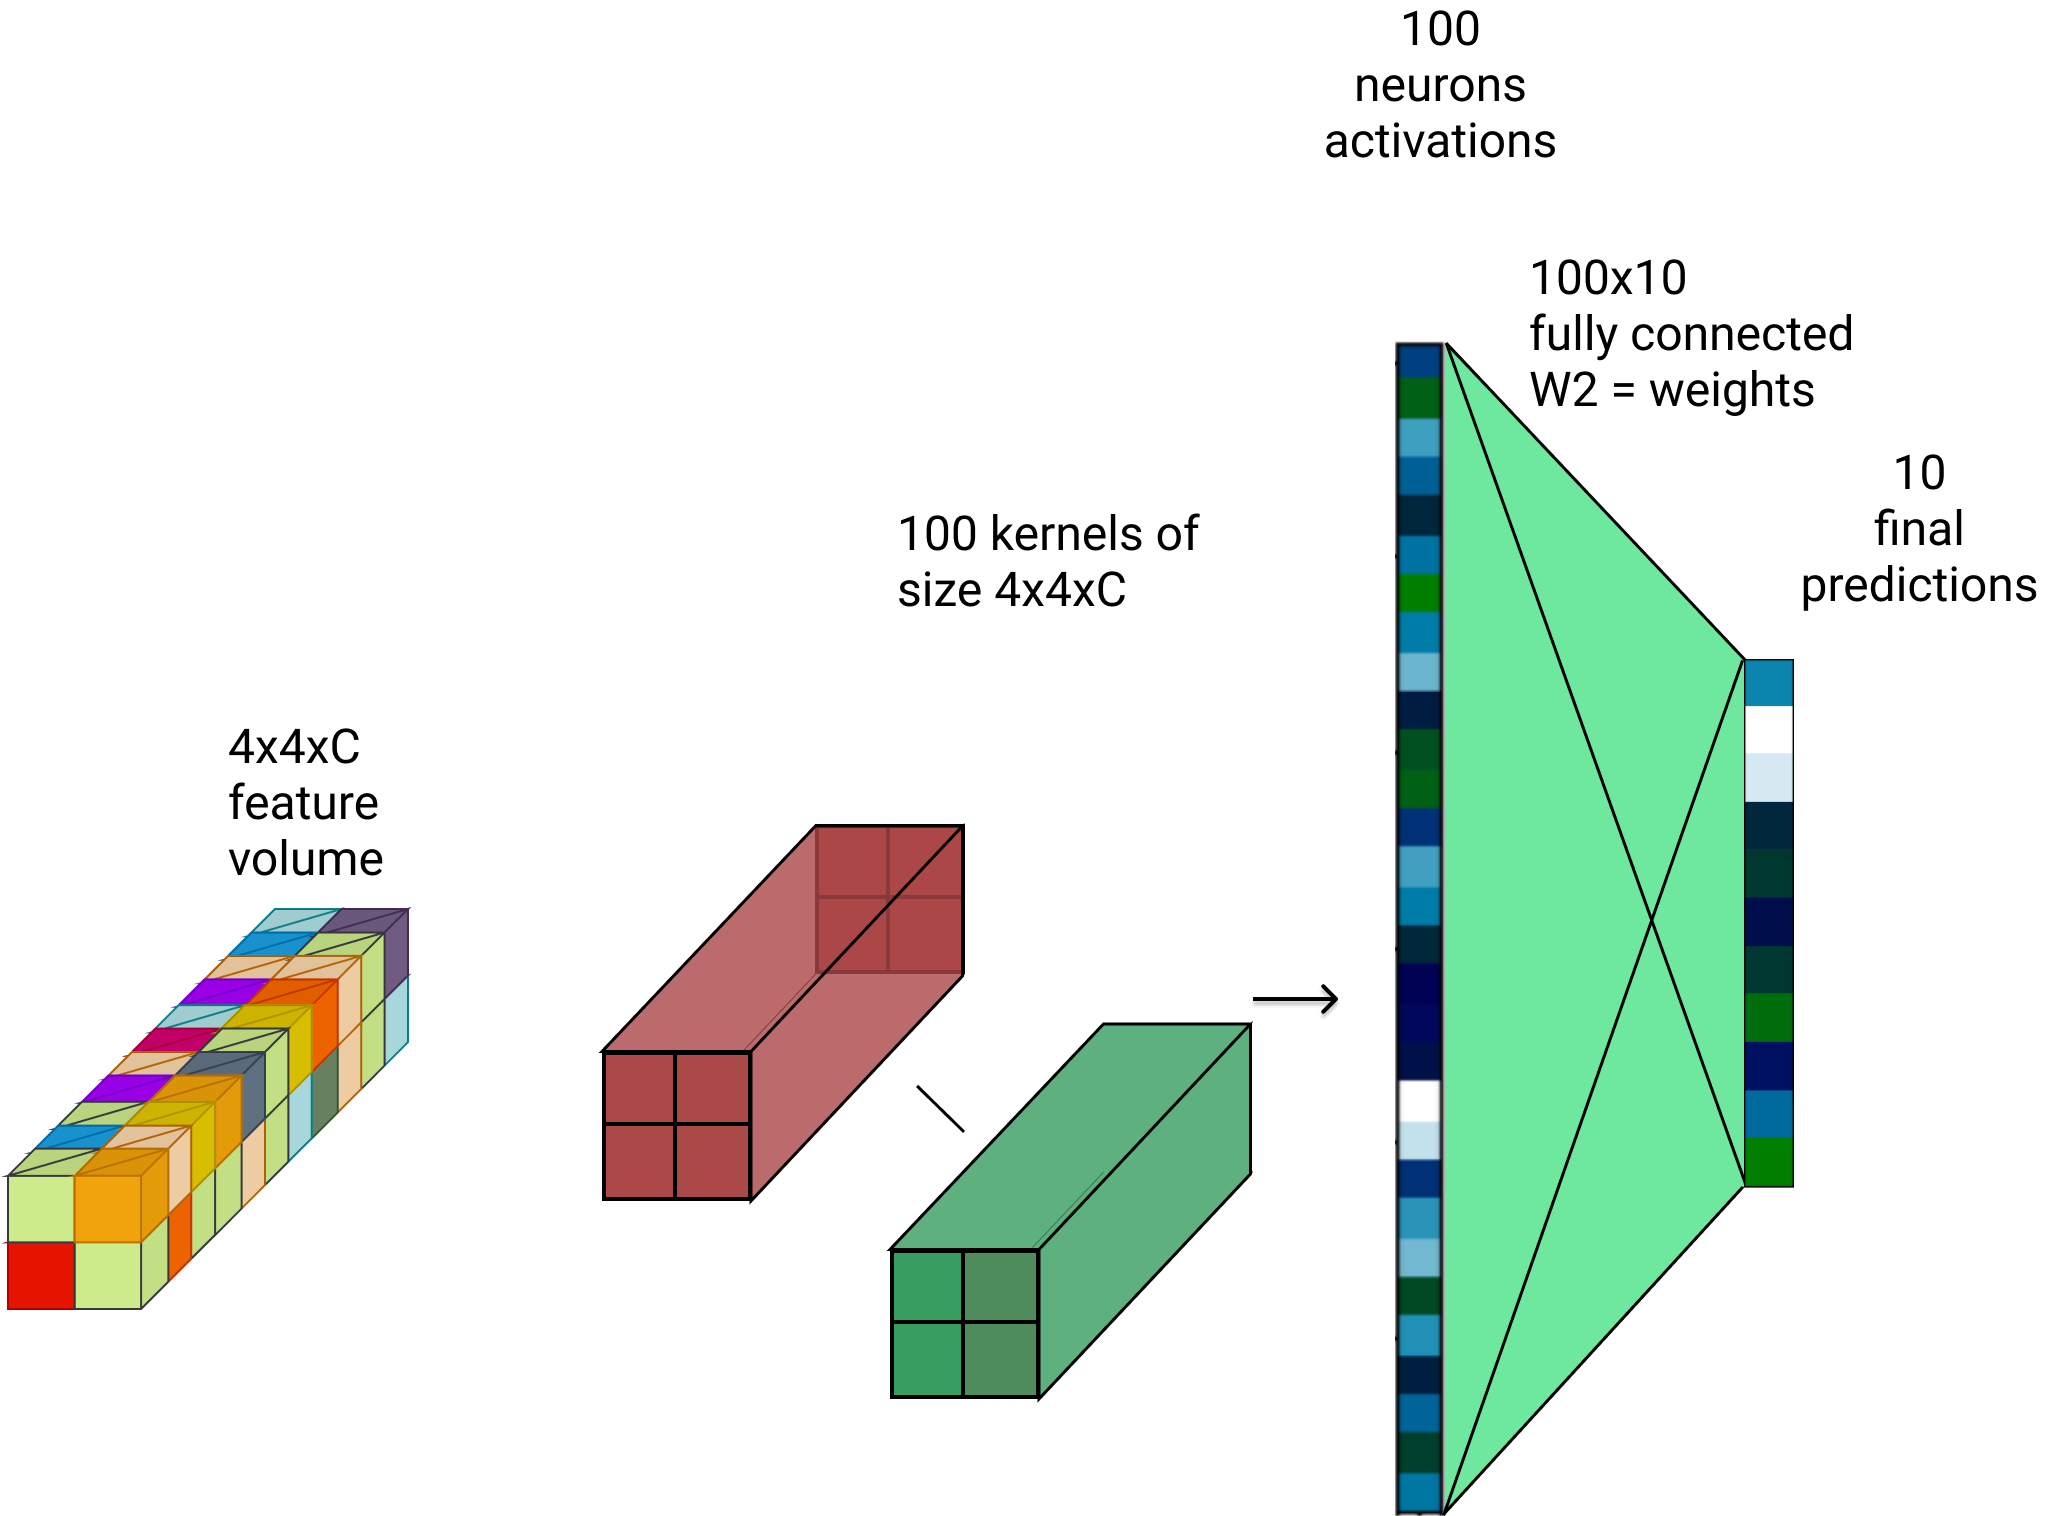 100
neurons
activations
100x10
fully connected
W2 = weights
10
final
predictions
100 kernels of
size 4x4xC
4x4xC
feature
volume